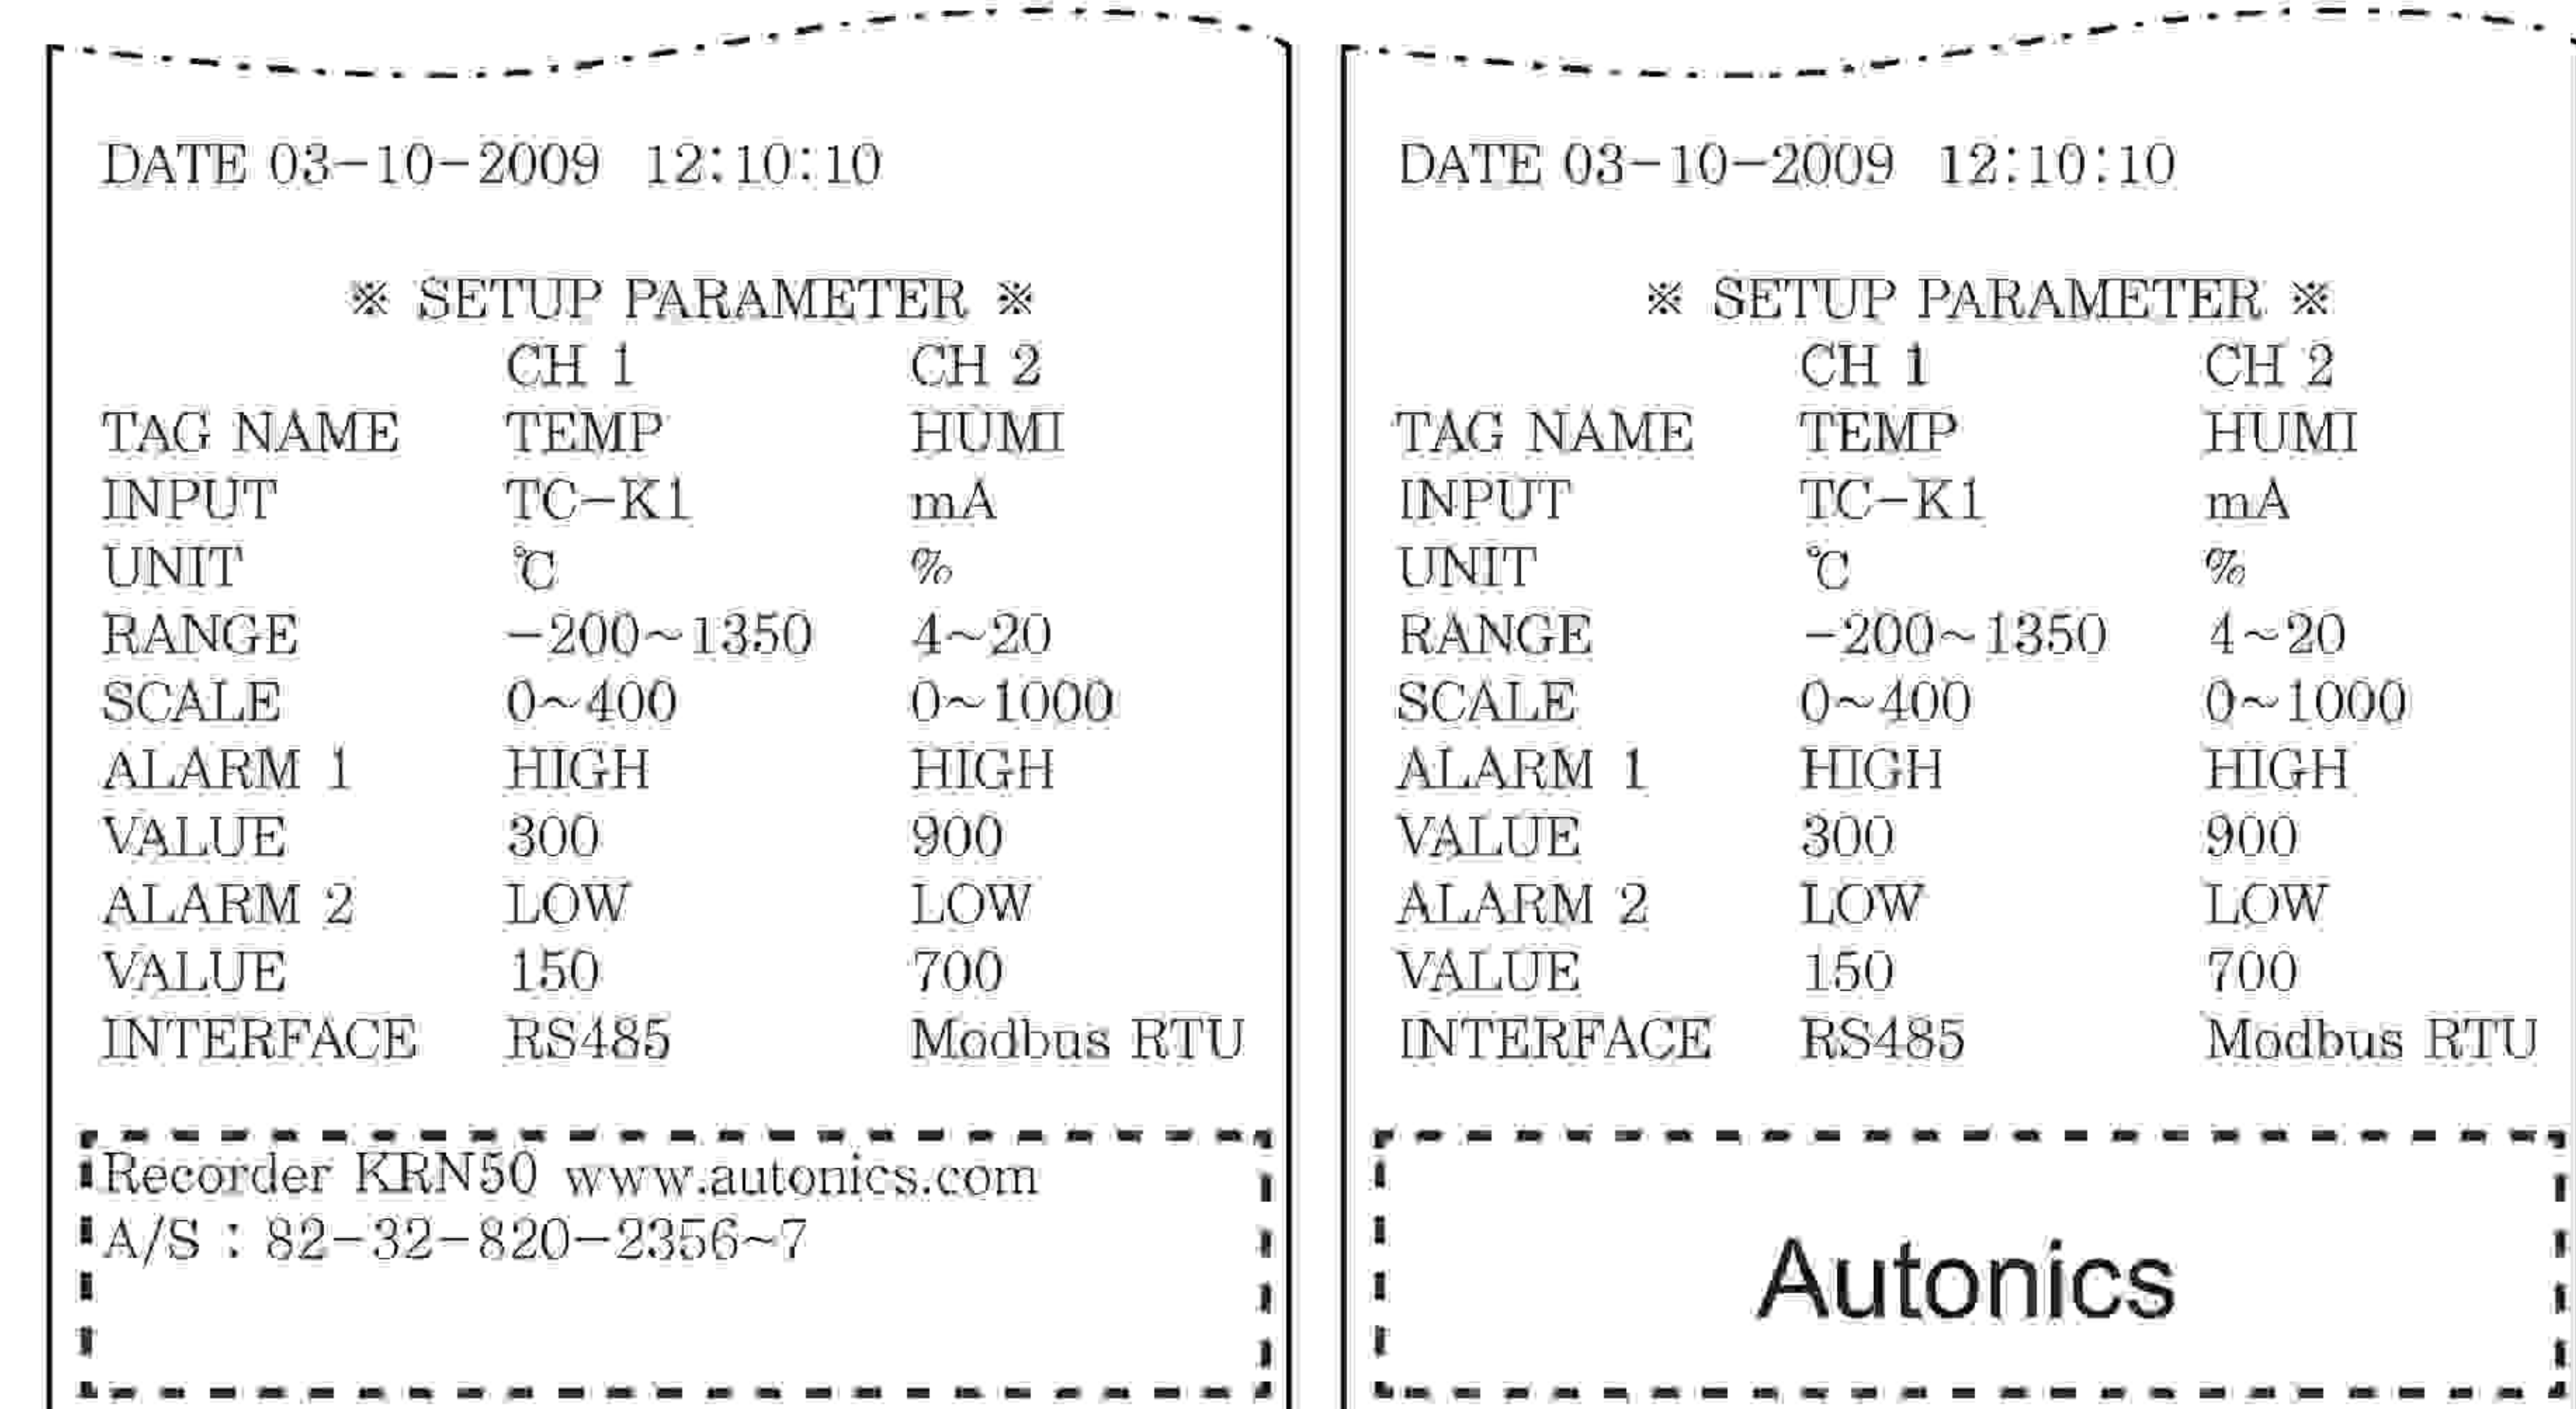 DATE 03-10-2009 12:10:10
※ SETUP PARAMETER ※
CH 1 CH 2
TAG NAME TEMP HUMI
INPUT TC-K1 mA
UNIT ℃ %
RANGE -200~1350 4~20
SCALE 0~400 0~1000
ALARM 1 HIGH HIGH
VALUE 300 900
ALARM 2 LOW LOW
VALUE 150 700
INTERFACE RS485 Modbus RTU
Recorder KRN50 www.autonics.com
A/S : 82-32-820-2356~7
DATE 03-10-2009 12:10:10
※ SETUP PARAMETER ※
CH 1 CH 2
TAG NAME TEMP HUMI
INPUT TC-K1 mA
UNIT ℃ %
RANGE -200~1350 4~20
SCALE 0~400 0~1000
ALARM 1 HIGH HIGH
VALUE 300 900
ALARM 2 LOW LOW
VALUE 150 700
INTERFACE RS485 Modbus RTU
Autonics